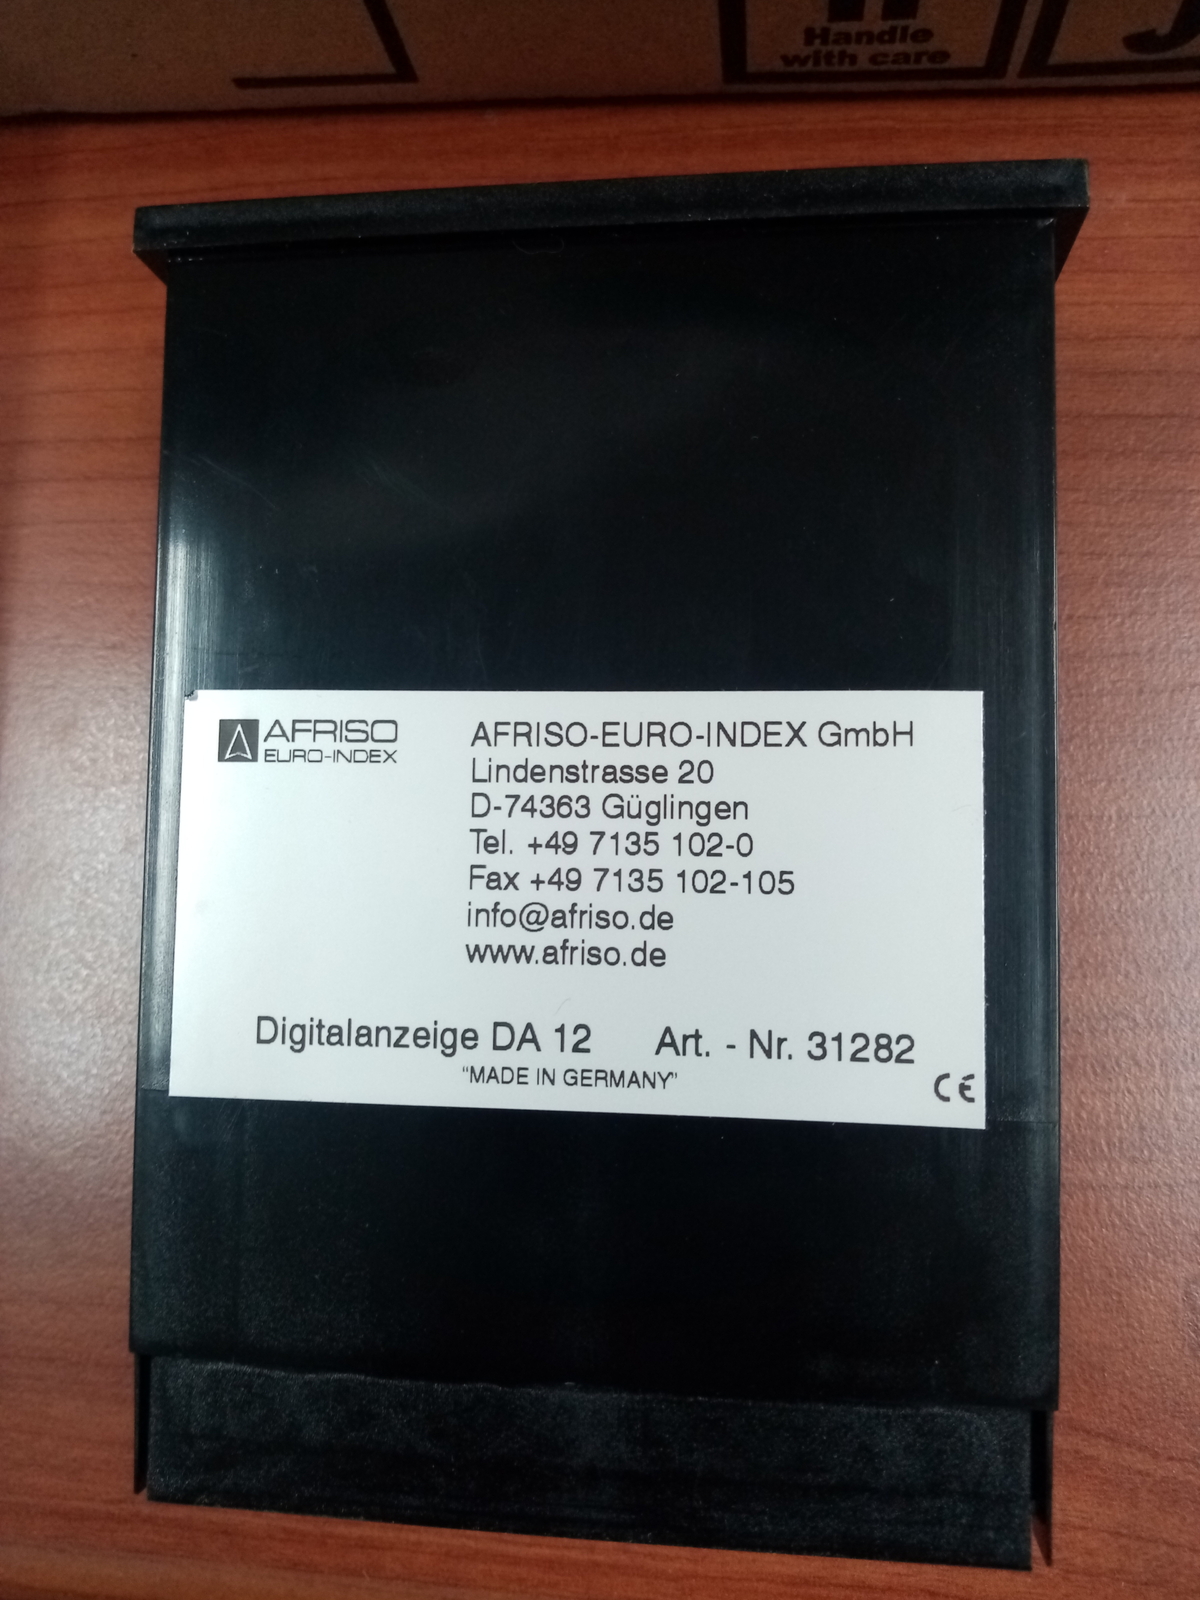 Handle
with care
AFRISO
EURO-INDEX
AFRISO-EURO-INDEX GmbH
Lindenstrasse 20
D-74363 Güglingen
Tel. +49 7135 102-0
Fax +49 7135 102-105
info@afriso.de
www.afriso.de
Digitalanzeige DA 12 Art. - Nr. 31282
"MADE IN GERMANY"
CE